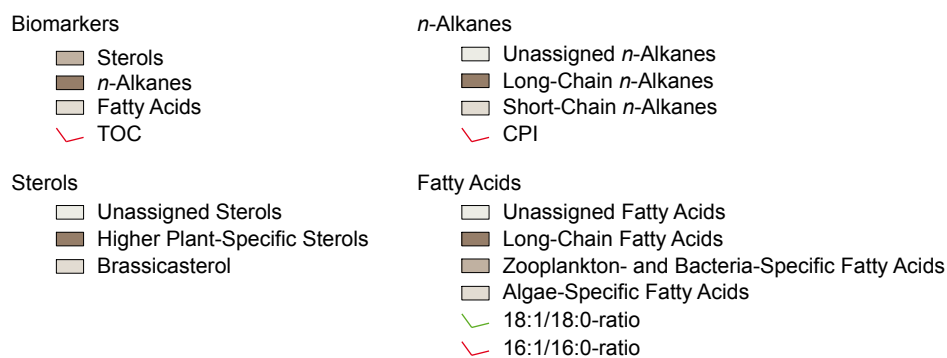 Biomarkers
Sterols
n-Alkanes
Fatty Acids
TOC
n-Alkanes
Unassigned n-Alkanes
Long-Chain n-Alkanes
Short-Chain n-Alkanes
CPI
Sterols
Unassigned Sterols
Higher Plant-Specific Sterols
Brassicasterol
Fatty Acids
Unassigned Fatty Acids
Long-Chain Fatty Acids
Zooplankton- and Bacteria-Specific Fatty Acids
Algae-Specific Fatty Acids
18:1/18:0-ratio
16:1/16:0-ratio